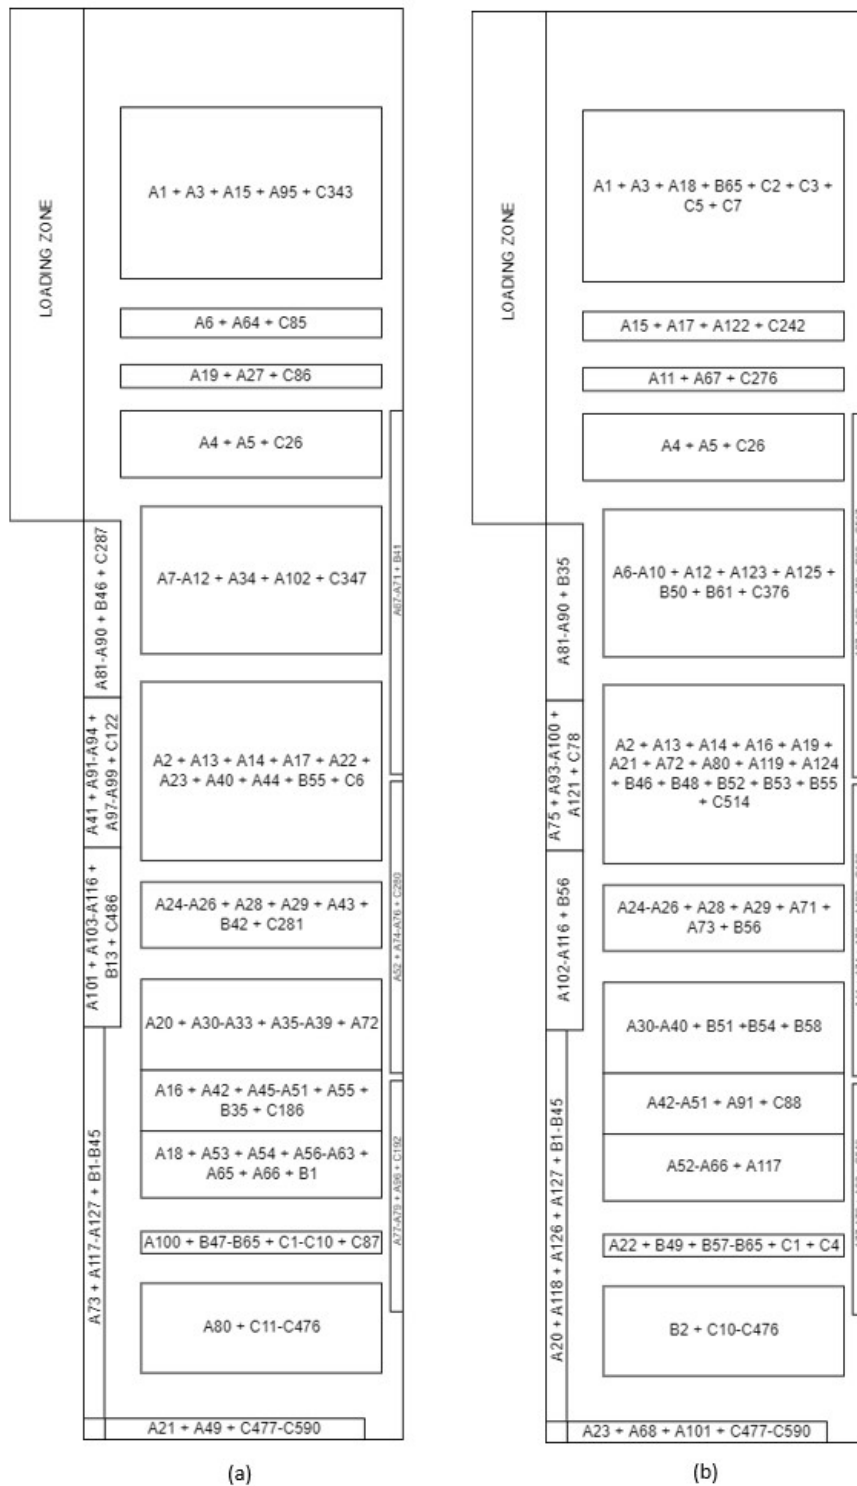 LOADING ZONE
A1 + A3 + A15 + A95 + C343
A6 + A64 + C85
A19 + A27 + C86
A4 + A5 + C26
A7-A12 + A34 + A102 + C347
A2 + A13 + A14 + A17 + A22 +
A23 + A40 + A44 + B55 + C6
A24-A26 + A28 + A29 + A43 +
B42 + C281
A20 + A30-A33 + A35-A39 + A72
A16 + A42 + A45-A51 + A55 +
B35 + C186
A18 + A53 + A54 + A56-A63 +
A65 + A66 + B1
A100 + B47-B65 + C1-C10 + C87
A80 + C11-C476
A21 + A49 + C477-C590
A81-A90 + B46 + C287
A41 + A91-A94 +
A97-A99 + C122
A101 + A103-A116 +
B13 + C486
A73 + A117-A127 + B1-B45
A67-A71 + B41
A52 + A74-A76 + C280
A77-A79 + A96 + C192
(a)
LOADING ZONE
A1 + A3 + A18 + B65 + C2 + C3 +
C5 + C7
A15 + A17 + A122 + C242
A11 + A67 + C276
A4 + A5 + C26
A6-A10 + A12 + A123 + A125 +
B50 + B61 + C376
A2 + A13 + A14 + A16 + A19 +
A21 + A72 + A80 + A119 + A124
+ B46 + B48 + B52 + B53 + B55
+ C514
A24-A26 + A28 + A29 + A71 +
A73 + B56
A30-A40 + B51 +B54 + B58
A42-A51 + A91 + C88
A52-A66 + A117
A22 + B49 + B57-B65 + C1 + C4
B2 + C10-C476
A23 + A68 + A101 + C477-C590
A81-A90 + B35
A75 + A93-A100 +
A121 + C78
A102-A116 + B56
A20 + A118 + A126 + A127 + B1-B45
(b)